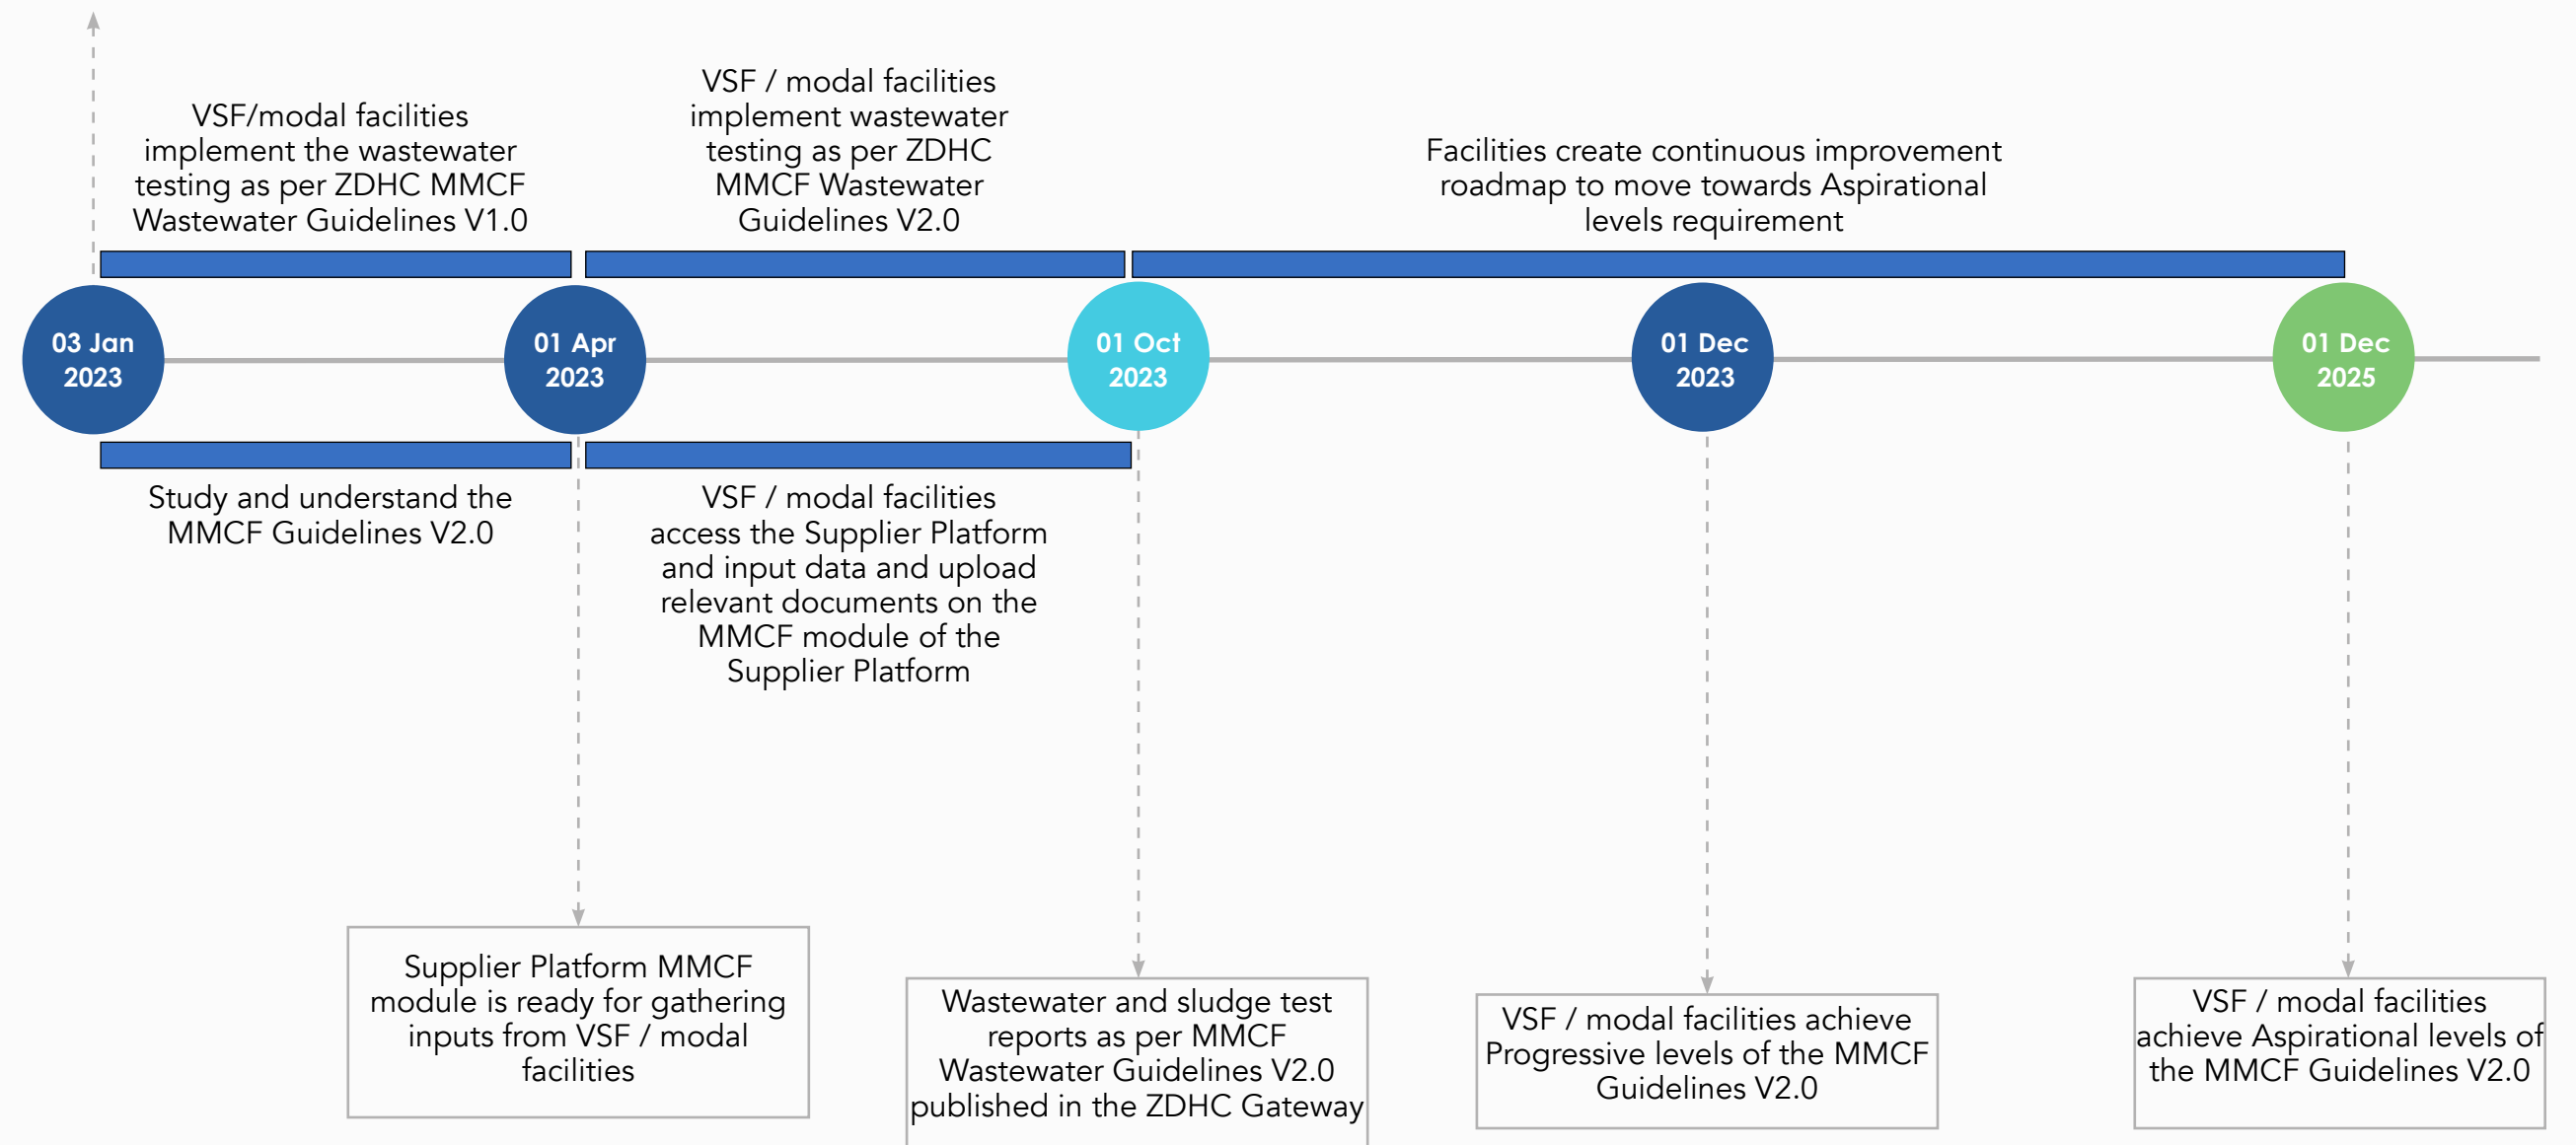 VSF/modal facilities
implement the wastewater
testing as per ZDHC MMCF
Wastewater Guidelines V1.0
VSF / modal facilities
implement wastewater
testing as per ZDHC
MMCF Wastewater
Guidelines V2.0
Facilities create continuous improvement
roadmap to move towards Aspirational
levels requirement
03 Jan
2023
01 Apr
2023
01 Oct
2023
01 Dec
2023
01 Dec
2025
Study and understand the
MMCF Guidelines V2.0
VSF / modal facilities
access the Supplier Platform
and input data and upload
relevant documents on the
MMCF module of the
Supplier Platform
Supplier Platform MMCF
module is ready for gathering
inputs from VSF / modal
facilities
Wastewater and sludge test
reports as per MMCF
Wastewater Guidelines V2.0
published in the ZDHC Gateway
VSF / modal facilities achieve
Progressive levels of the MMCF
Guidelines V2.0
VSF / modal facilities
achieve Aspirational levels of
the MMCF Guidelines V2.0